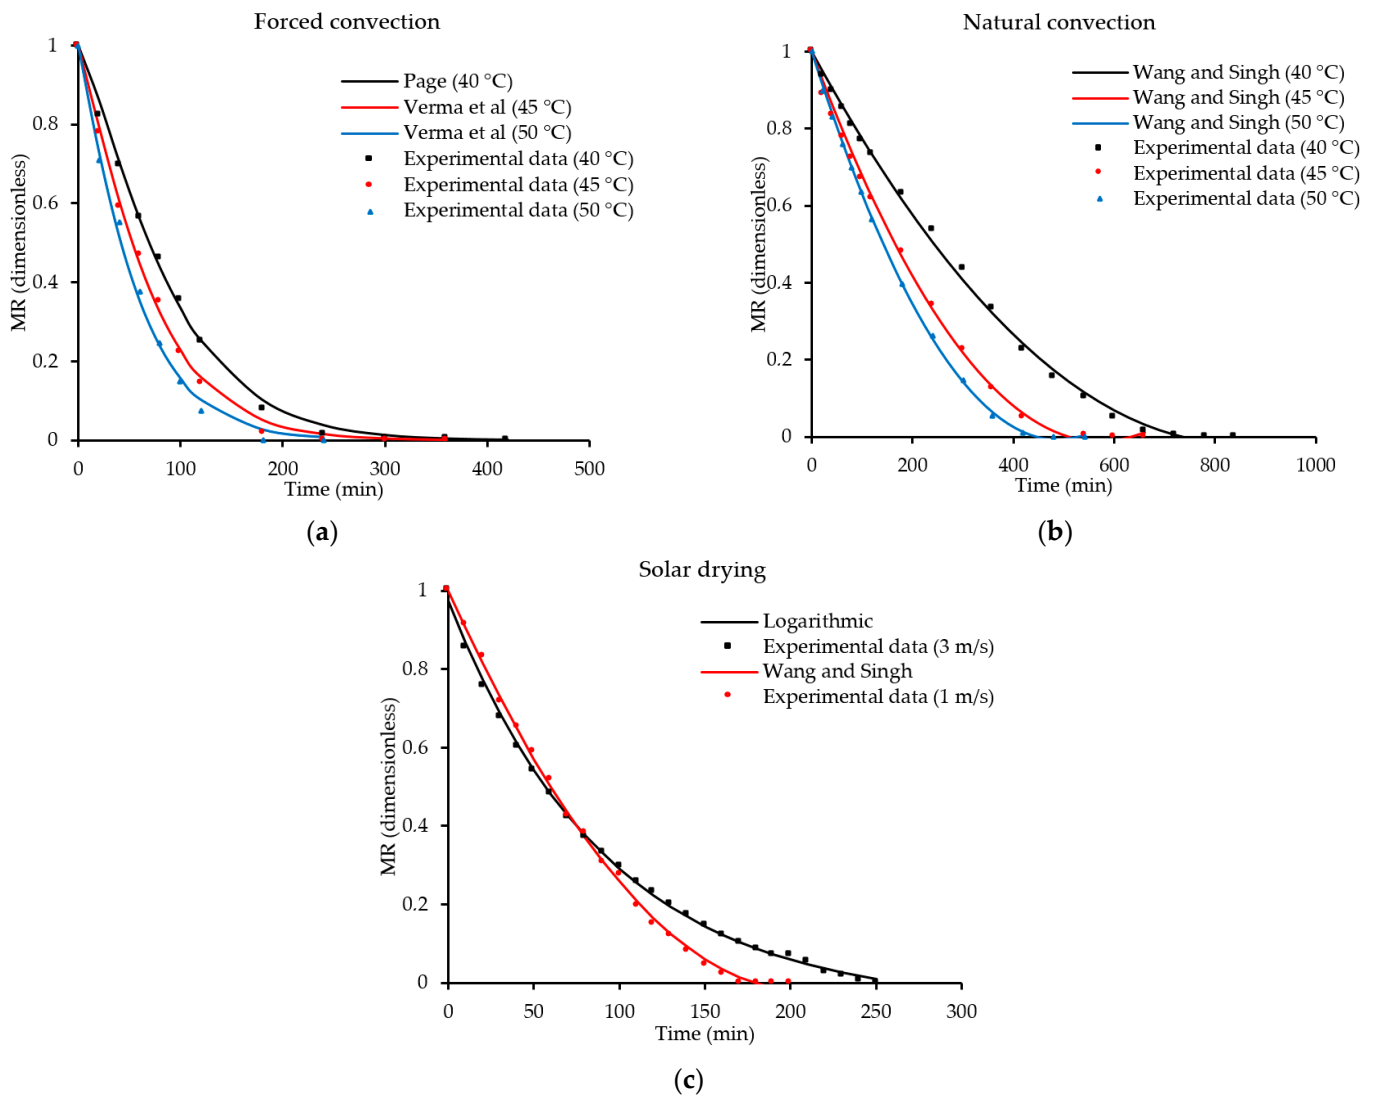 Forced convection
1
0.8
0.6
0.4
0.2
0
MR (dimensionless)
Page (40 °C)
Verma et al (45 °C)
Verma et al (50 °C)
Experimental data (40 °C)
Experimental data (45 °C)
Experimental data (50 °C)
0 100 200 300 400 500
Time (min)
(a)
Natural convection
1
0.8
0.6
0.4
0.2
0
MR (dimensionless)
Wang and Singh (40 °C)
Wang and Singh (45 °C)
Wang and Singh (50 °C)
Experimental data (40 °C)
Experimental data (45 °C)
Experimental data (50 °C)
0 200 400 600 800 1000
Time (min)
(b)
Solar drying
1
0.8
0.6
0.4
0.2
0
MR (dimensionless)
Logarithmic
Experimental data (3 m/s)
Wang and Singh
Experimental data (1 m/s)
0 50 100 150 200 250 300
Time (min)
(c)